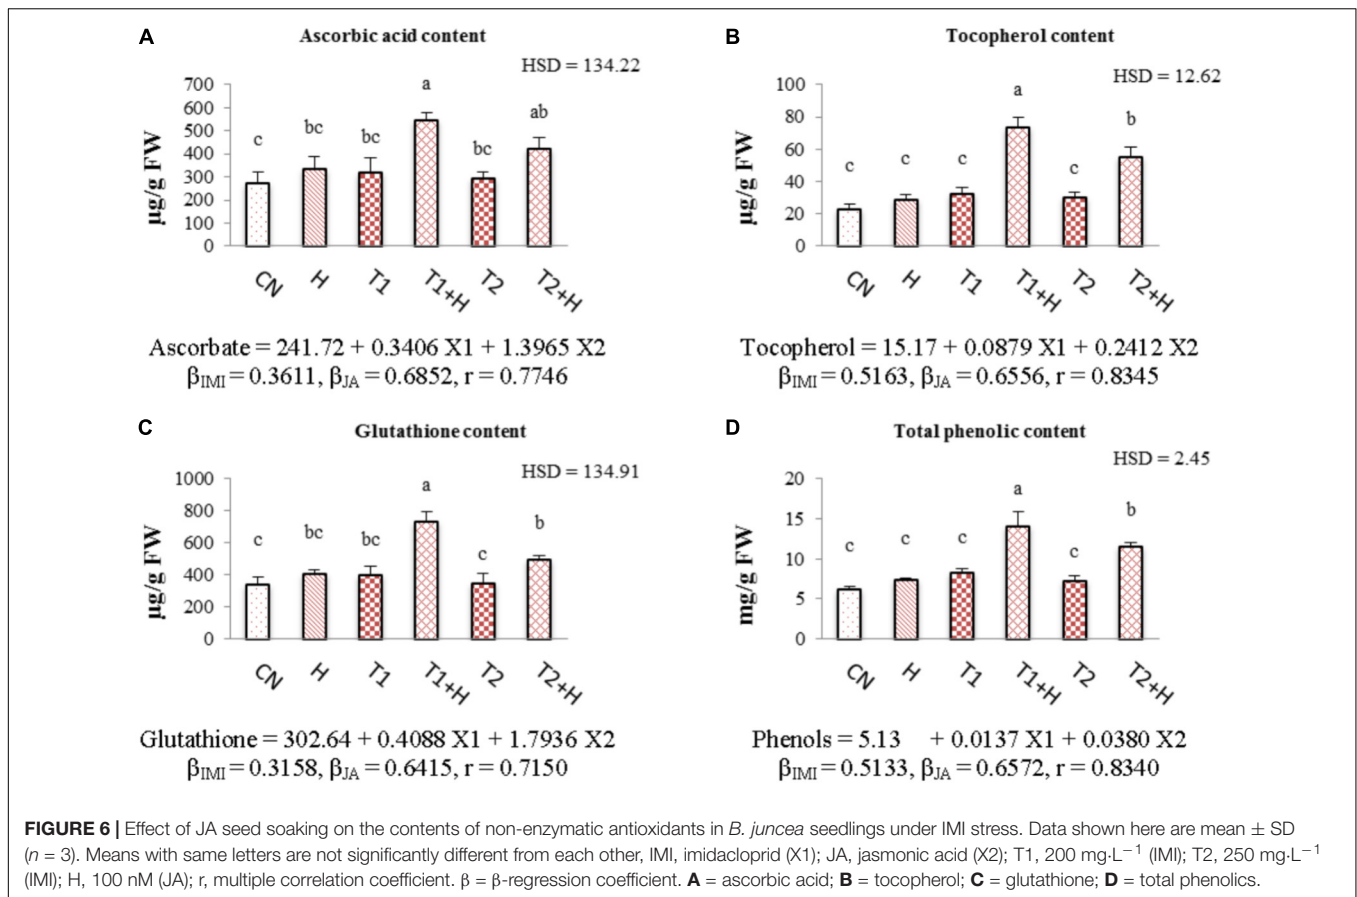 A
Ascorbic acid content
HSD = 134.22
µg/g FW
700
600
500
400
300
200
100
0
c
bc
bc
a
bc
ab
CN
H
T1
T1+H
T2
T2+H
Ascorbate = 241.72 + 0.3406 X1 + 1.3965 X2
βIMI = 0.3611, βJA = 0.6852, r = 0.7746
B
Tocopherol content
HSD = 12.62
µg/g FW
100
80
60
40
20
0
c
c
c
a
c
b
CN
H
T1
T1+H
T2
T2+H
Tocopherol = 15.17 + 0.0879 X1 + 0.2412 X2
βIMI = 0.5163, βJA = 0.6556, r = 0.8345
C
Glutathione content
HSD = 134.91
µg/g FW
1000
800
600
400
200
0
c
bc
bc
a
c
b
CN
H
T1
T1+H
T2
T2+H
Glutathione = 302.64 + 0.4088 X1 + 1.7936 X2
βIMI = 0.3158, βJA = 0.6415, r = 0.7150
D
Total phenolic content
HSD = 2.45
mg/g FW
20
15
10
5
0
c
c
c
a
c
b
CN
H
T1
T1+H
T2
T2+H
Phenols = 5.13 + 0.0137 X1 + 0.0380 X2
βIMI = 0.5133, βJA = 0.6572, r = 0.8340
FIGURE 6 | Effect of JA seed soaking on the contents of non-enzymatic antioxidants in B. juncea seedlings under IMI stress. Data shown here are mean ± SD
(n = 3). Means with same letters are not significantly different from each other, IMI, imidacloprid (X1); JA, jasmonic acid (X2); T1, 200 mg·L⁻¹ (IMI); T2, 250 mg·L⁻¹
(IMI); H, 100 nM (JA); r, multiple correlation coefficient. β = β-regression coefficient. A = ascorbic acid; B = tocopherol; C = glutathione; D = total phenolics.